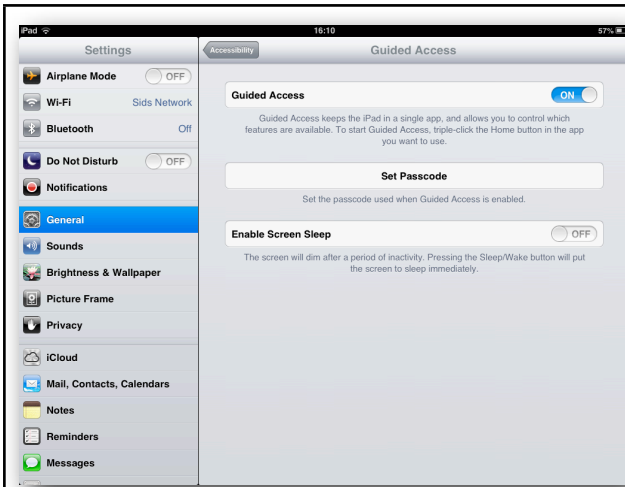 iPad 16:10 57%
Settings
Airplane Mode OFF
Wi-Fi Sids Network
Bluetooth Off
Do Not Disturb OFF
Notifications
General
Sounds
Brightness & Wallpaper
Picture Frame
Privacy
iCloud
Mail, Contacts, Calendars
Notes
Reminders
Messages
Accessibility Guided Access
Guided Access ON
Guided Access keeps the iPad in a single app, and allows you to control which
features are available. To start Guided Access, triple-click the Home button in the app
you want to use.
Set Passcode
Set the passcode used when Guided Access is enabled.
Enable Screen Sleep OFF
The screen will dim after a period of inactivity. Pressing the Sleep/Wake button will put
the screen to sleep immediately.